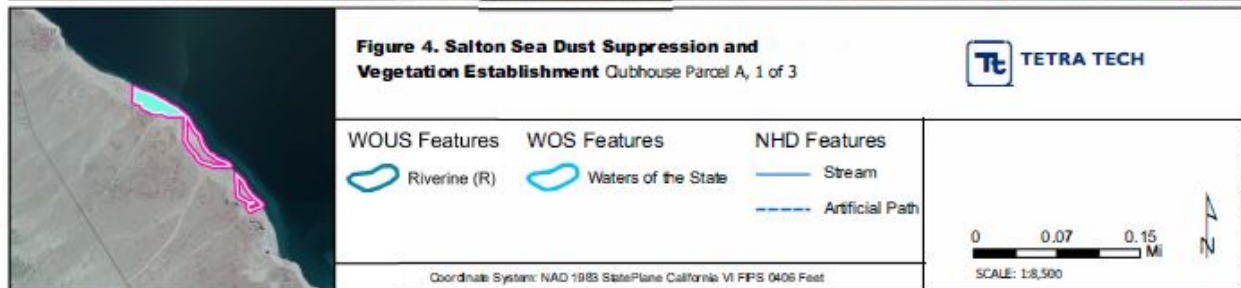 Figure 4. Salton Sea Dust Suppression and
Vegetation Establishment Clubhouse Parcel A, 1 of 3
Tt TETRA TECH
WOUS Features
Riverine (R)
WOS Features
Waters of the State
NHD Features
Stream
Artificial Path
0 0.07 0.15
Mi
SCALE: 1:8,500
N
Coordinate System: NAD 1983 StatePlane California VI FIPS 0406 Feet